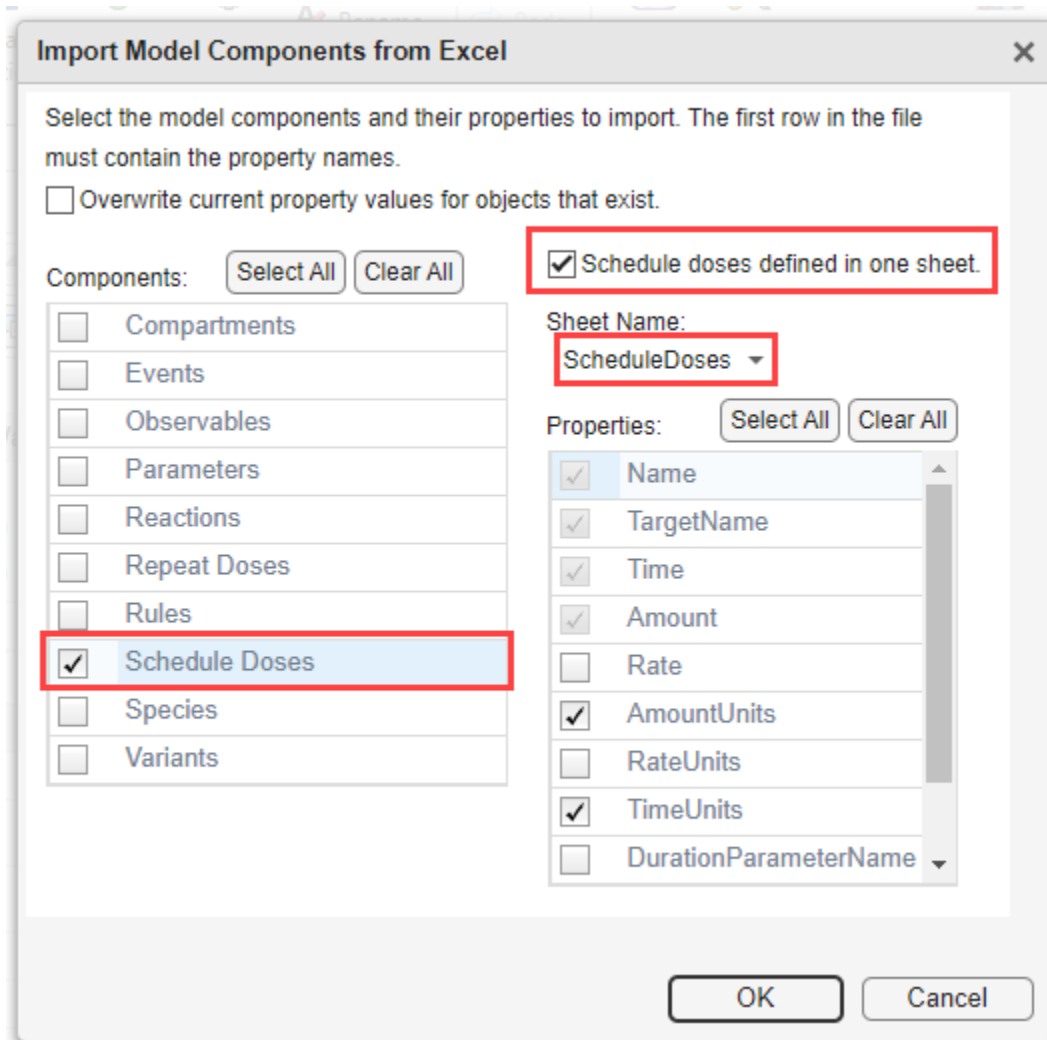 Import Model Components from Excel
Select the model components and their properties to import. The first row in the file
must contain the property names.
Overwrite current property values for objects that exist.
Components:
Select All
Clear All
Compartments
Events
Observables
Parameters
Reactions
Repeat Doses
Rules
Schedule Doses
Species
Variants
Schedule doses defined in one sheet.
Sheet Name:
ScheduleDoses
Properties:
Select All
Clear All
Name
TargetName
Time
Amount
Rate
AmountUnits
RateUnits
TimeUnits
DurationParameterName
OK
Cancel